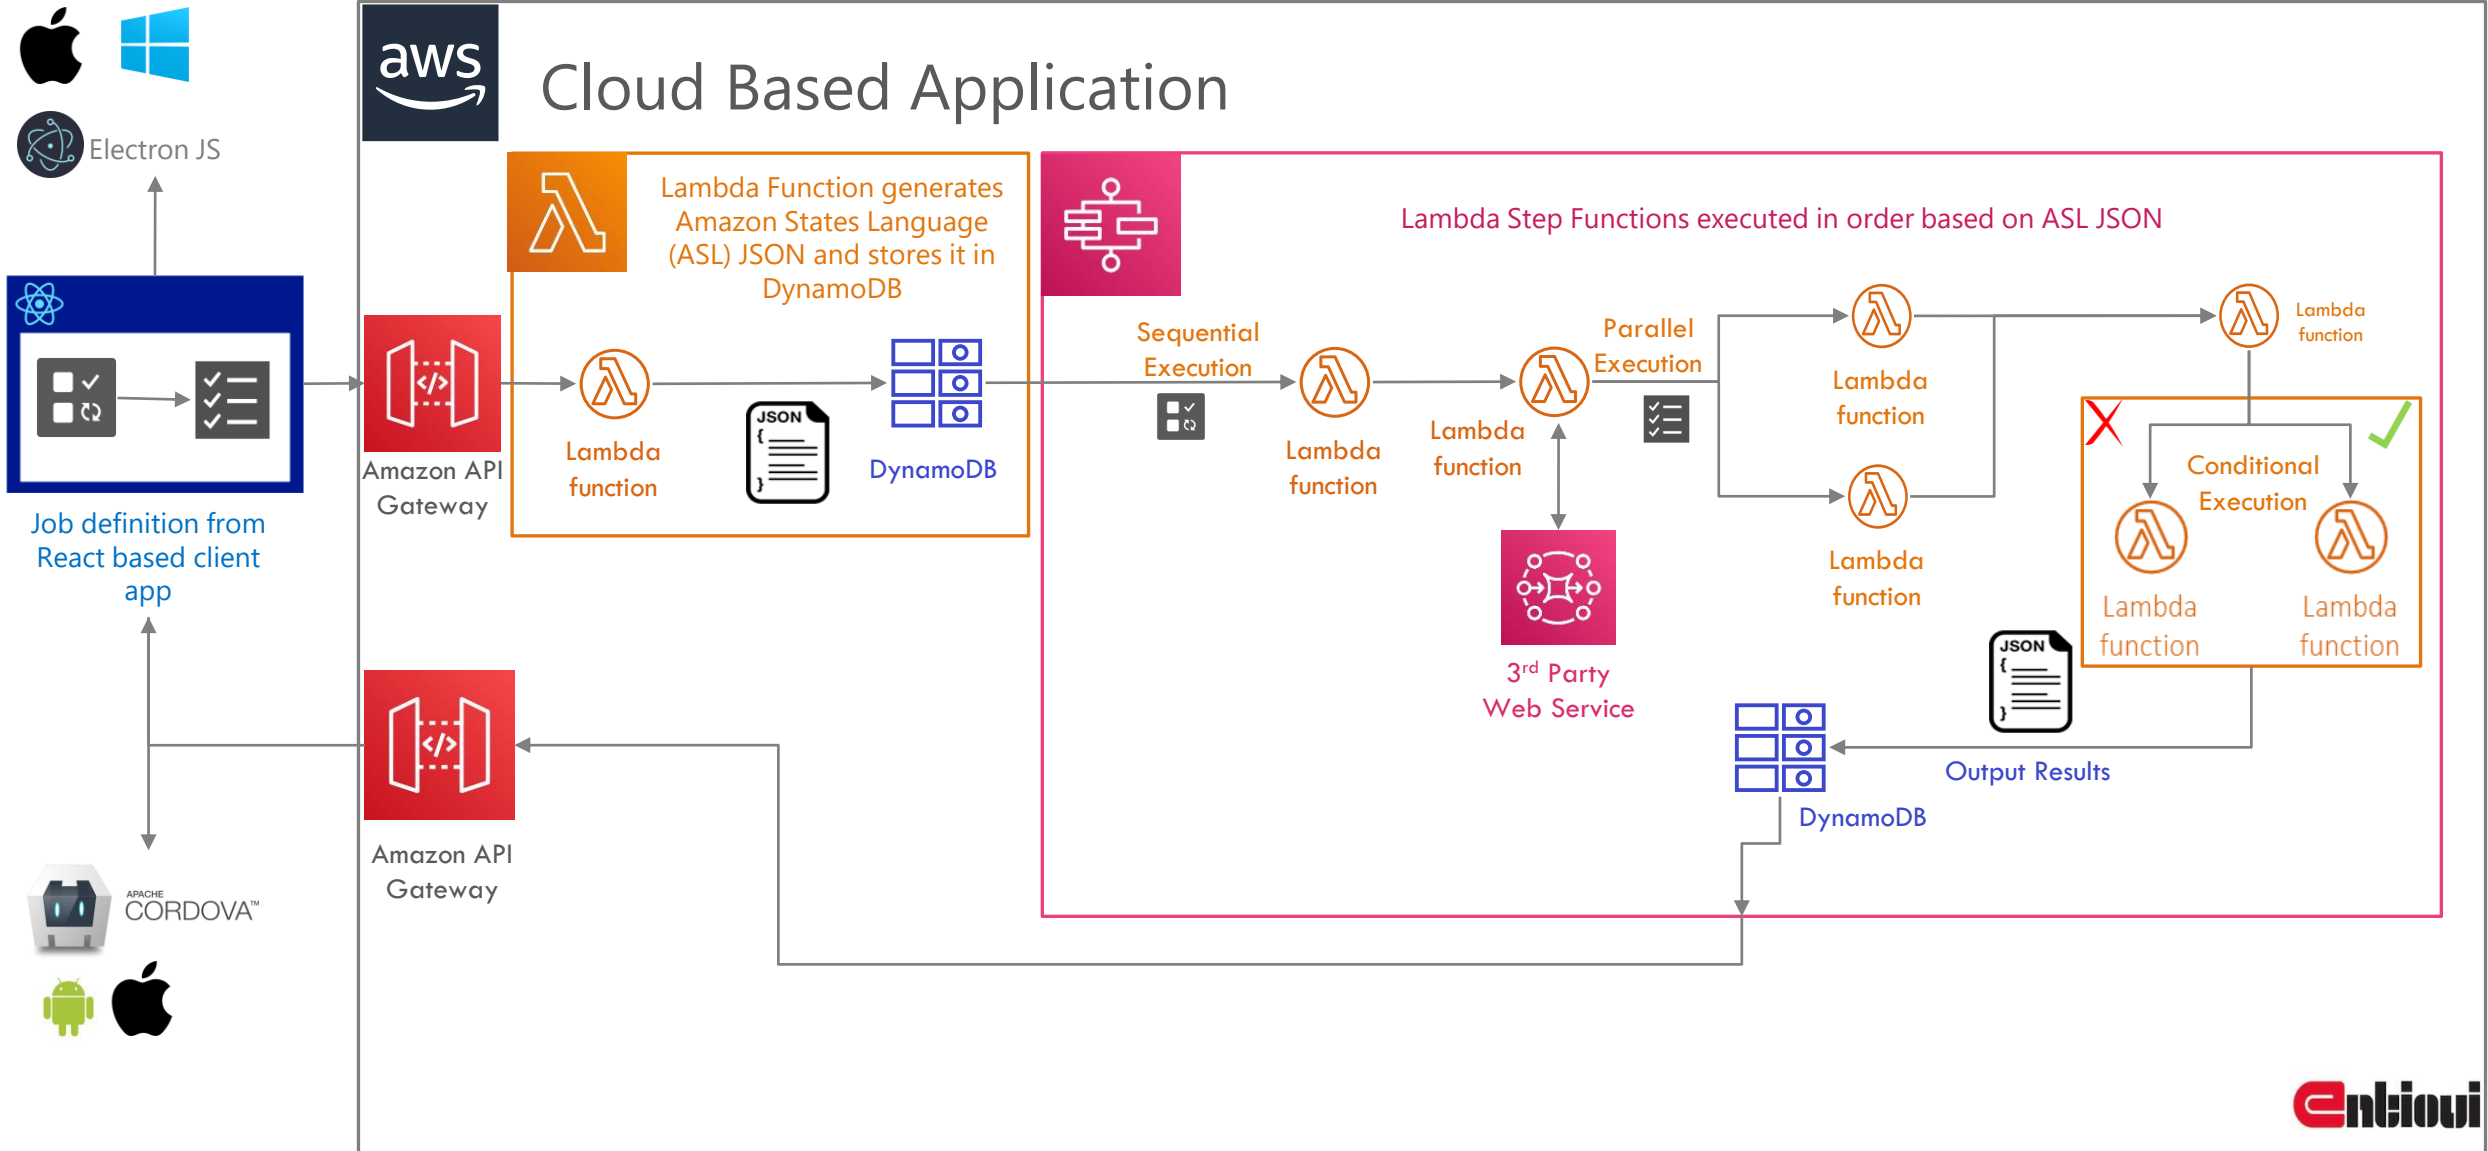 aws
Cloud Based Application
Electron JS
Lambda Function generates
Amazon States Language
(ASL) JSON and stores it in
DynamoDB
Lambda Step Functions executed in order based on ASL JSON
Job definition from
React based client
app
</>
Amazon API
Gateway
Lambda
function
JSON
{
}
DynamoDB
Sequential
Execution
Lambda
function
Lambda
function
Parallel
Execution
Lambda
function
Lambda
function
Lambda
function
Conditional
Execution
Lambda
function
Lambda
function
3rd Party
Web Service
JSON
{
}
Output Results
DynamoDB
</>
Amazon API
Gateway
APACHE
CORDOVA™